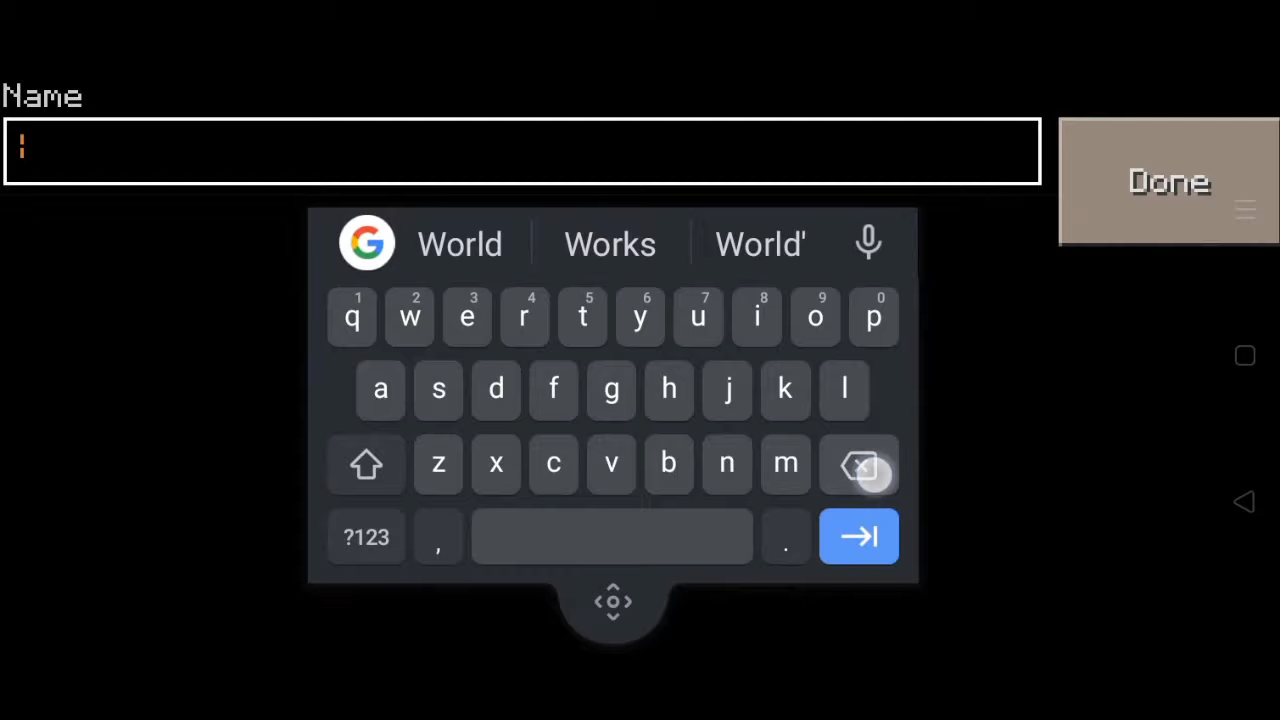 Name
Done
World Works World'
1 2 3 4 5 6 7 8 9 0
q w e r t y u i o p
a s d f g h j k l
z x c v b n m
?123 , .